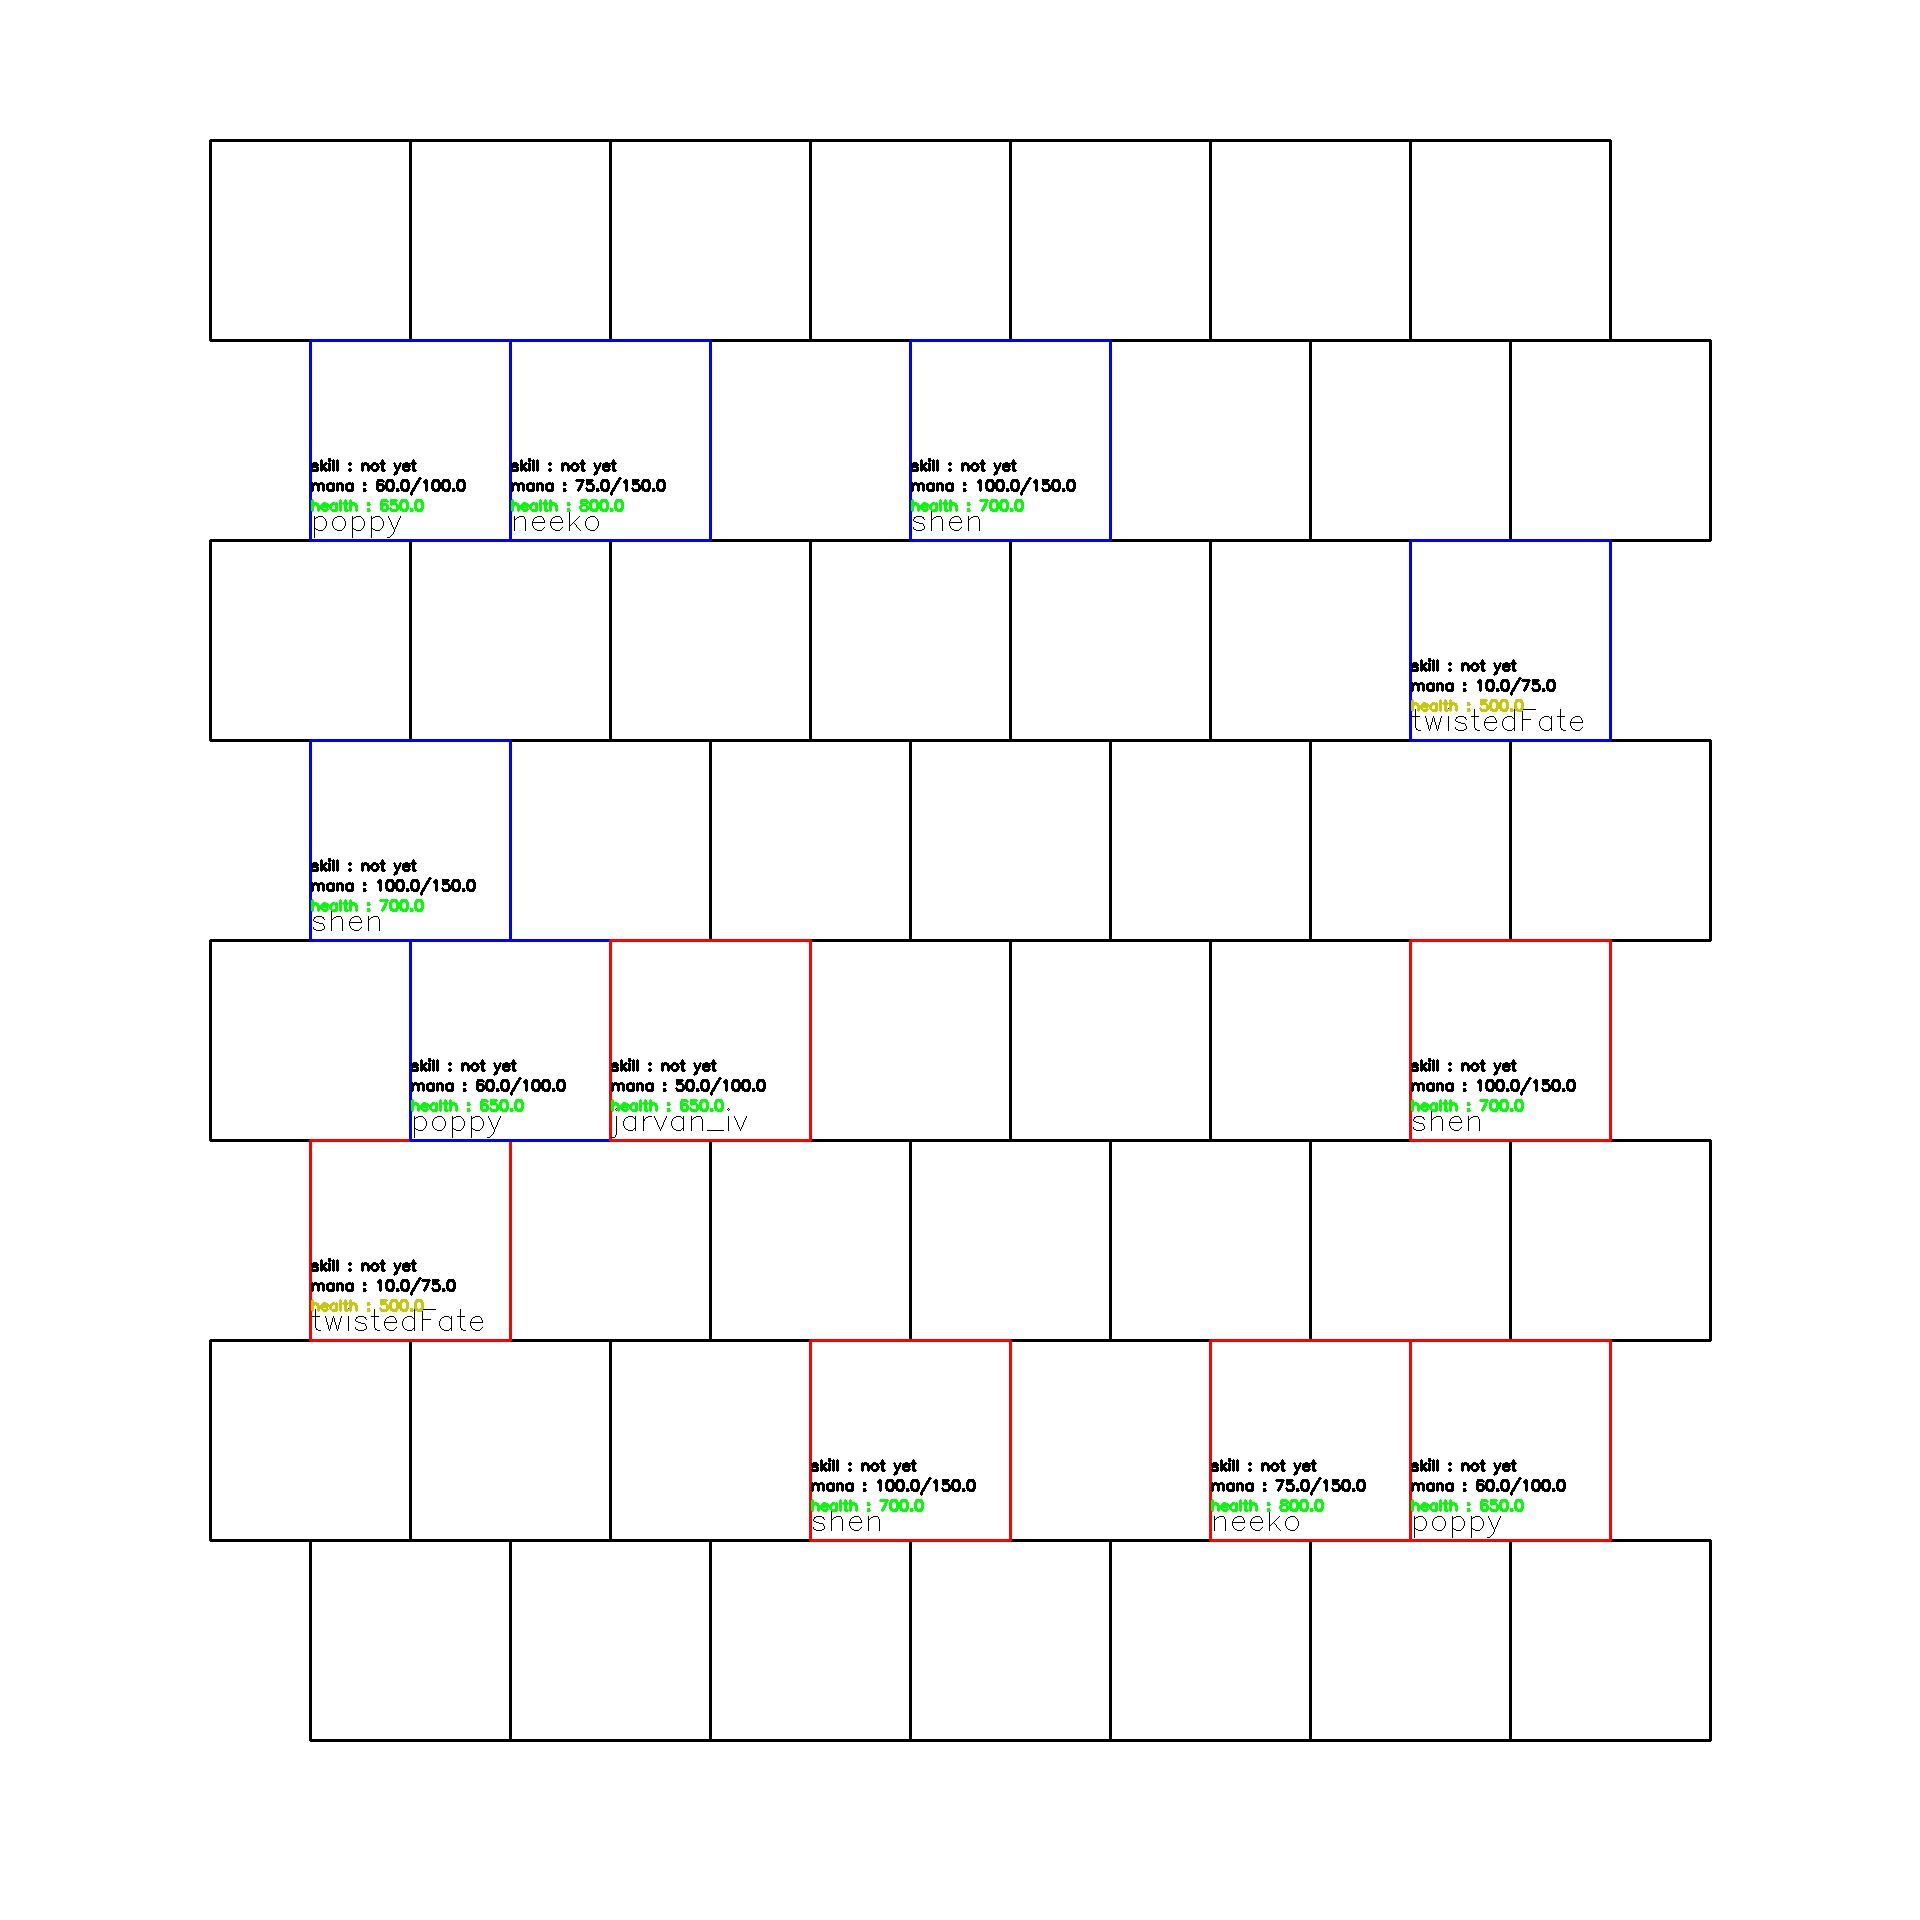 skill : not yet
mana : 60.0/100.0
health : 650.0
poppy
skill : not yet
mana : 75.0/150.0
health : 800.0
neeko
skill : not yet
mana : 100.0/150.0
health : 700.0
shen
skill : not yet
mana : 10.0/75.0
health : 500.0
twistedFate
skill : not yet
mana : 100.0/150.0
health : 700.0
shen
skill : not yet
mana : 60.0/100.0
health : 650.0
poppy
skill : not yet
mana : 50.0/100.0
health : 650.0
jarvan_iv
skill : not yet
mana : 100.0/150.0
health : 700.0
shen
skill : not yet
mana : 10.0/75.0
health : 500.0
twistedFate
skill : not yet
mana : 100.0/150.0
health : 700.0
shen
skill : not yet
mana : 75.0/150.0
health : 800.0
neeko
skill : not yet
mana : 60.0/100.0
health : 650.0
poppy